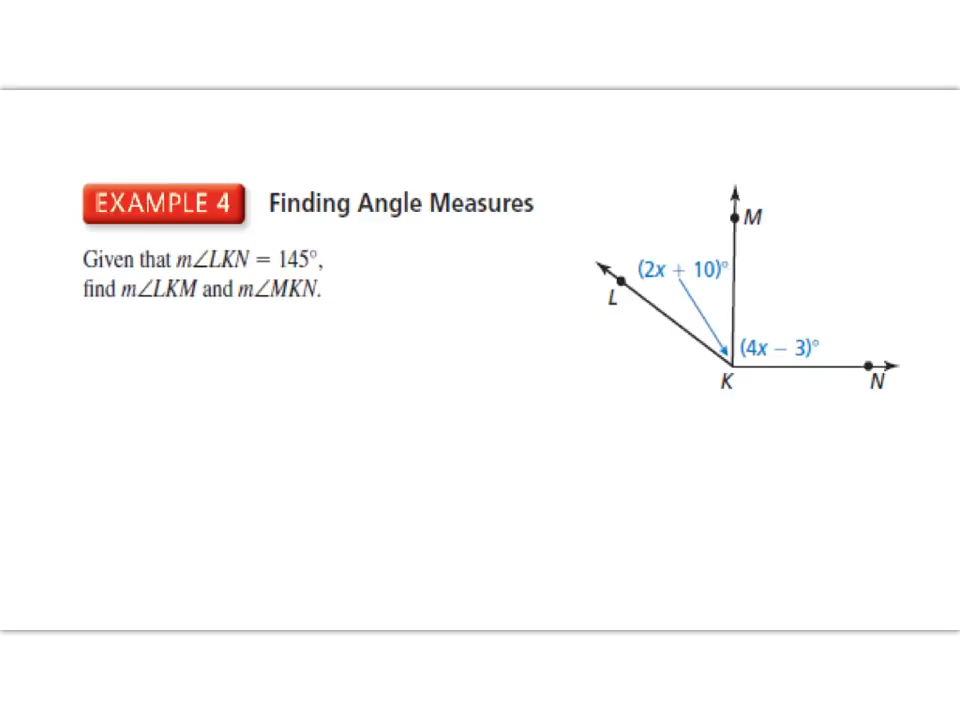 EXAMPLE 4 Finding Angle Measures
Given that m∠LKN = 145°,
find m∠LKM and m∠MKN.
M
(2x + 10)°
L
(4x − 3)°
K
N